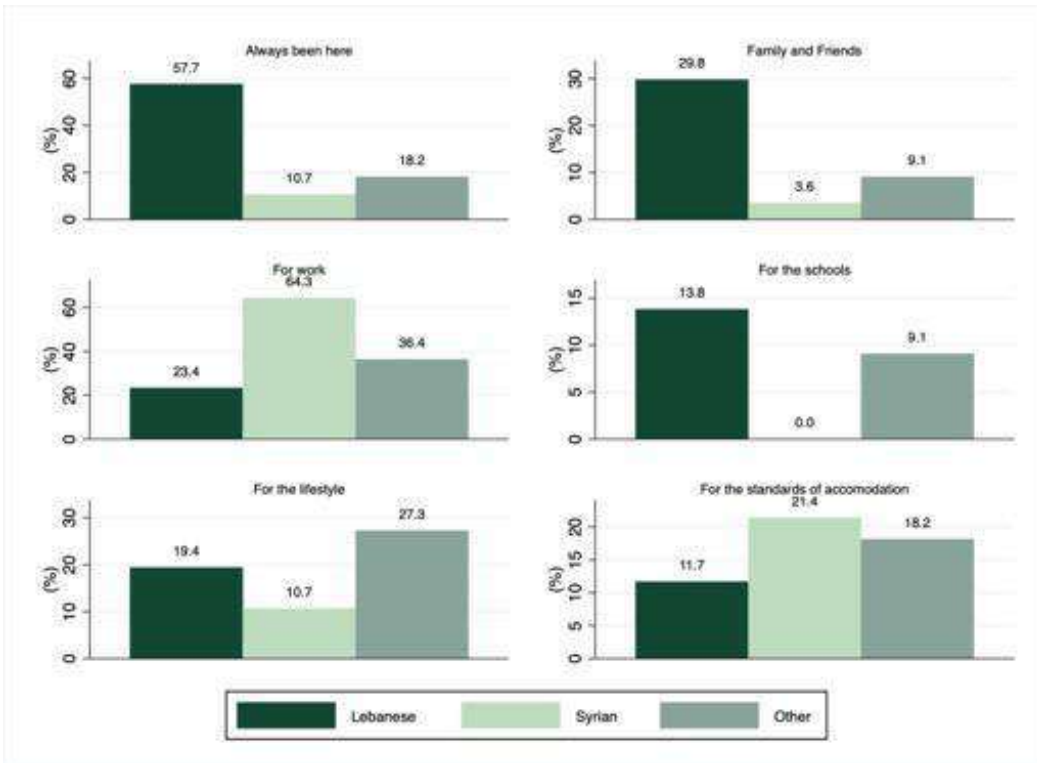 Always been here
57.7
10.7
18.2
(%)
0 20 40 60
Family and Friends
29.8
3.6
9.1
(%)
0 10 20 30
For work
23.4
64.3
36.4
(%)
0 20 40 60
For the schools
13.8
0.0
9.1
(%)
0 5 10 15
For the lifestyle
19.4
10.7
27.3
(%)
0 10 20 30
For the standards of accomodation
11.7
21.4
18.2
(%)
0 5 10 15 20
Lebanese Syrian Other